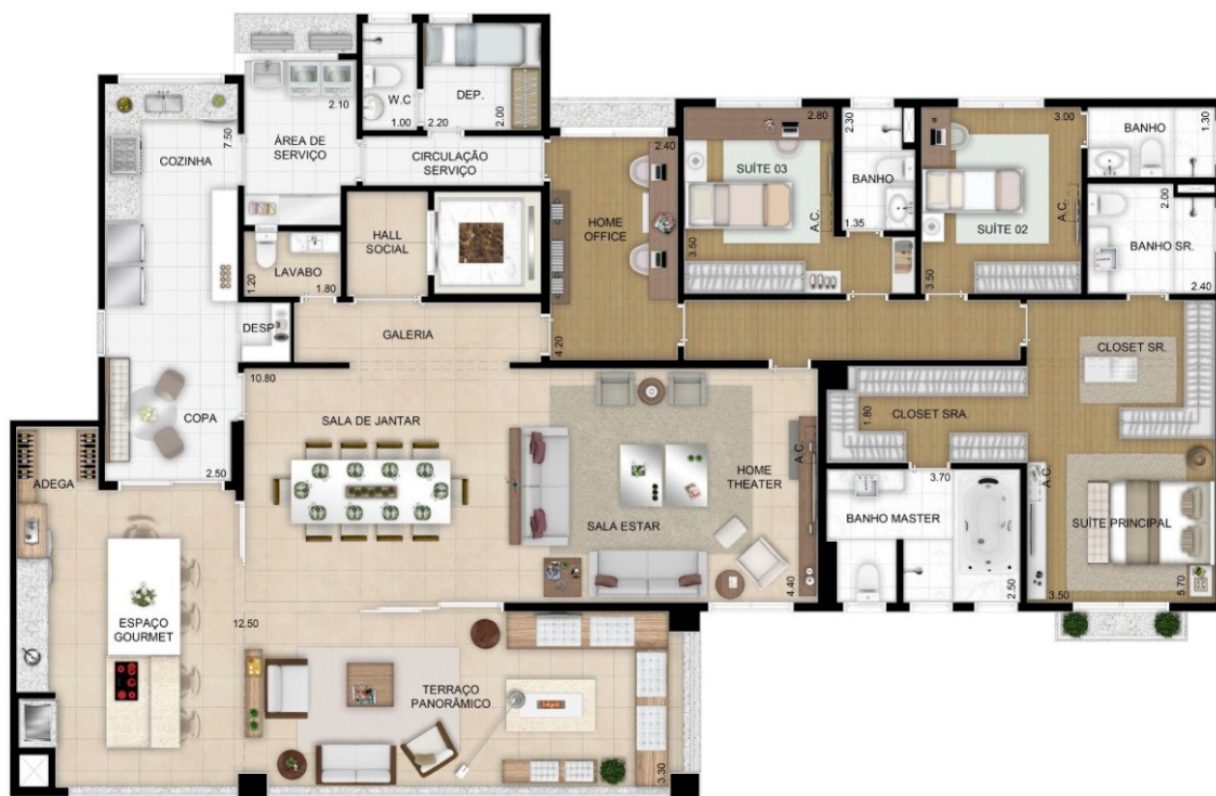 2.10
W.C
1.00
DEP.
2.20
2.00
7.50
COZINHA
ÁREA DE
SERVIÇO
CIRCULAÇÃO
SERVIÇO
2.40
2.80
SUÍTE 03
A.C.
3.50
2.30
BANHO
1.35
3.00
SUÍTE 02
A.C.
3.50
BANHO
1.30
2.00
BANHO SR.
2.40
HOME
OFFICE
4.20
HALL
SOCIAL
LAVABO
1.20
1.80
DESP.
GALERIA
CLOSET SR.
CLOSET SRA.
1.80
10.80
COPA
2.50
SALA DE JANTAR
HOME
THEATER
A.C.
SALA ESTAR
4.40
ADEGA
3.70
BANHO MASTER
2.50
A.C.
SUÍTE PRINCIPAL
3.50
5.70
ESPAÇO
GOURMET
12.50
TERRAÇO
PANORÂMICO
3.30